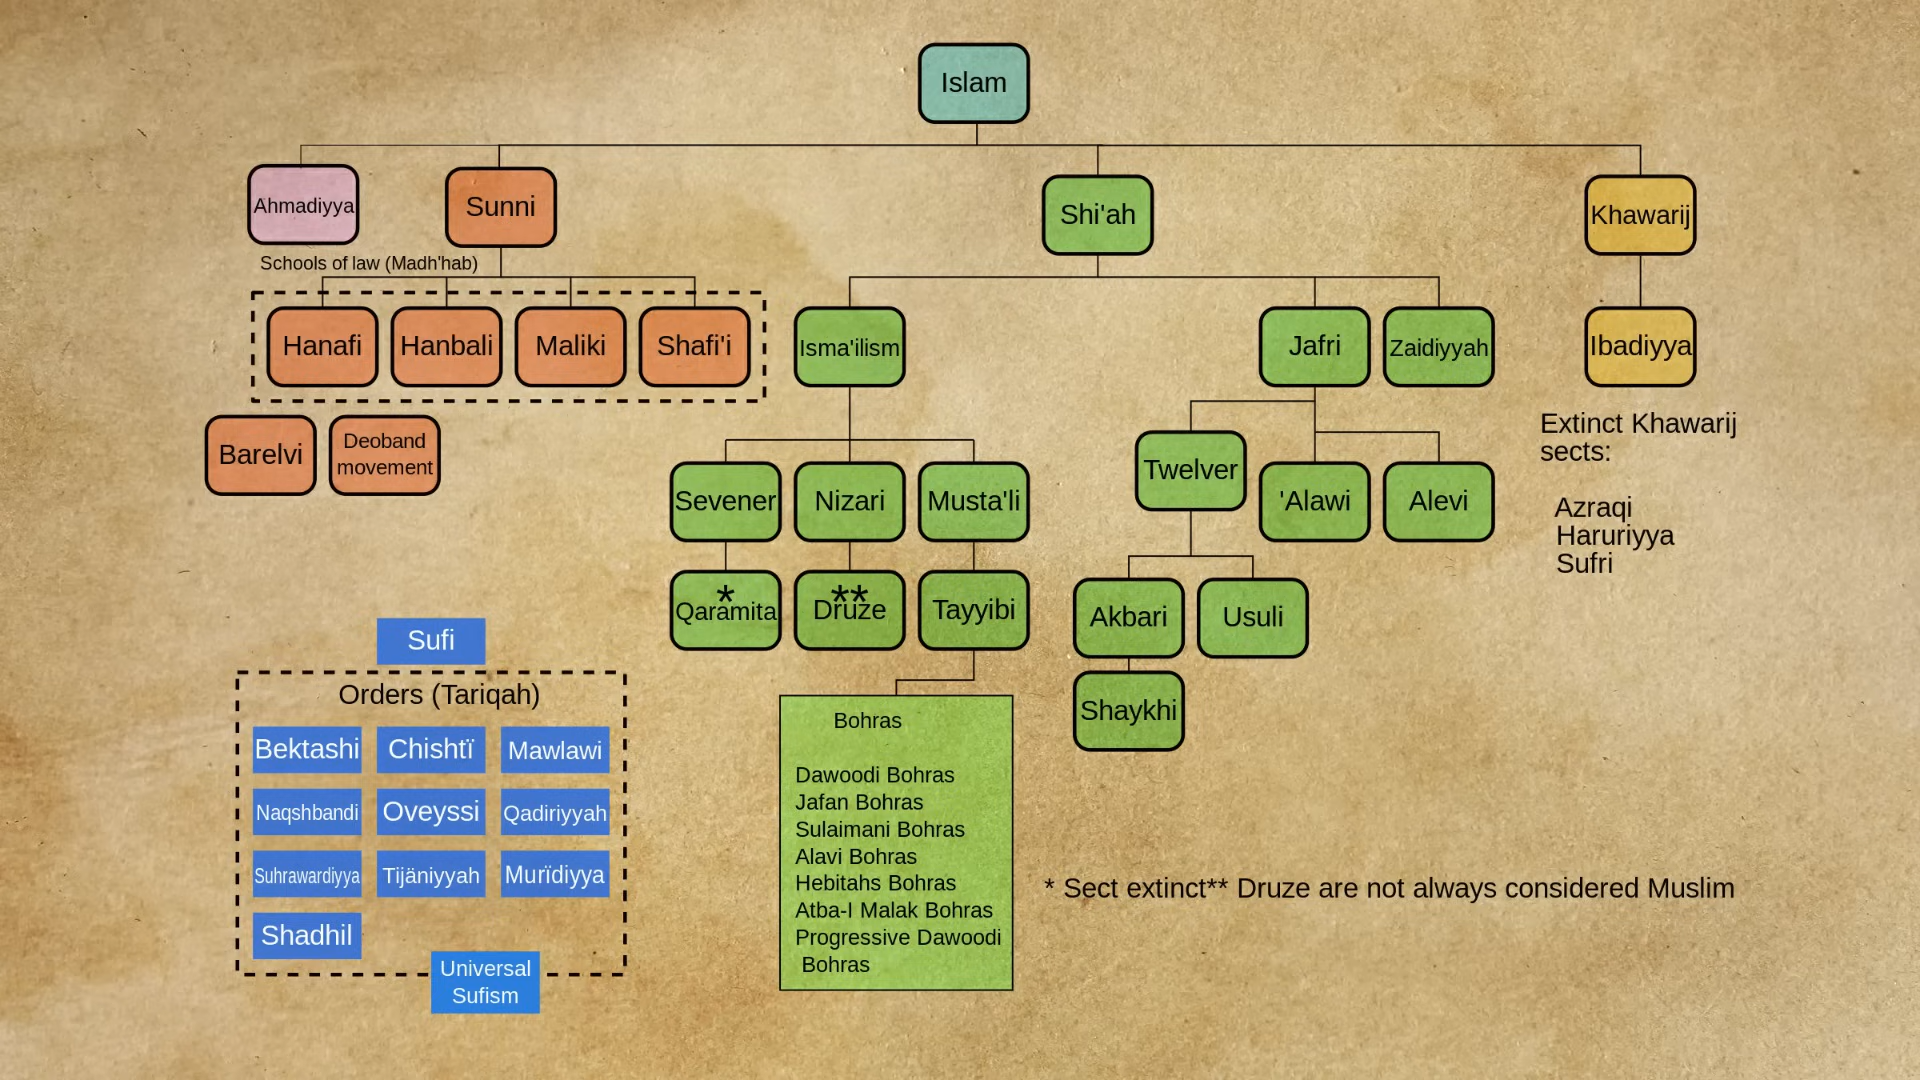 Islam
Ahmadiyya
Sunni
Shi'ah
Khawarij
Schools of law (Madh'hab)
Hanafi
Hanbali
Maliki
Shafi'i
Isma'ilism
Jafri
Zaidiyyah
Ibadiyya
Barelvi
Deoband
movement
Extinct Khawarij
sects:
Azraqi
Haruriyya
Sufri
Sevener
Nizari
Musta'li
Twelver
'Alawi
Alevi
*
Qaramita
**
Druze
Tayyibi
Akbari
Usuli
Shaykhi
Sufi
Orders (Tariqah)
Bektashi
Chishtï
Mawlawi
Naqshbandi
Oveyssi
Qadiriyyah
Suhrawardiyya
Tijäniyyah
Murïdiyya
Shadhil
Universal
Sufism
Bohras
Dawoodi Bohras
Jafan Bohras
Sulaimani Bohras
Alavi Bohras
Hebitahs Bohras
Atba-I Malak Bohras
Progressive Dawoodi
Bohras
* Sect extinct** Druze are not always considered Muslim